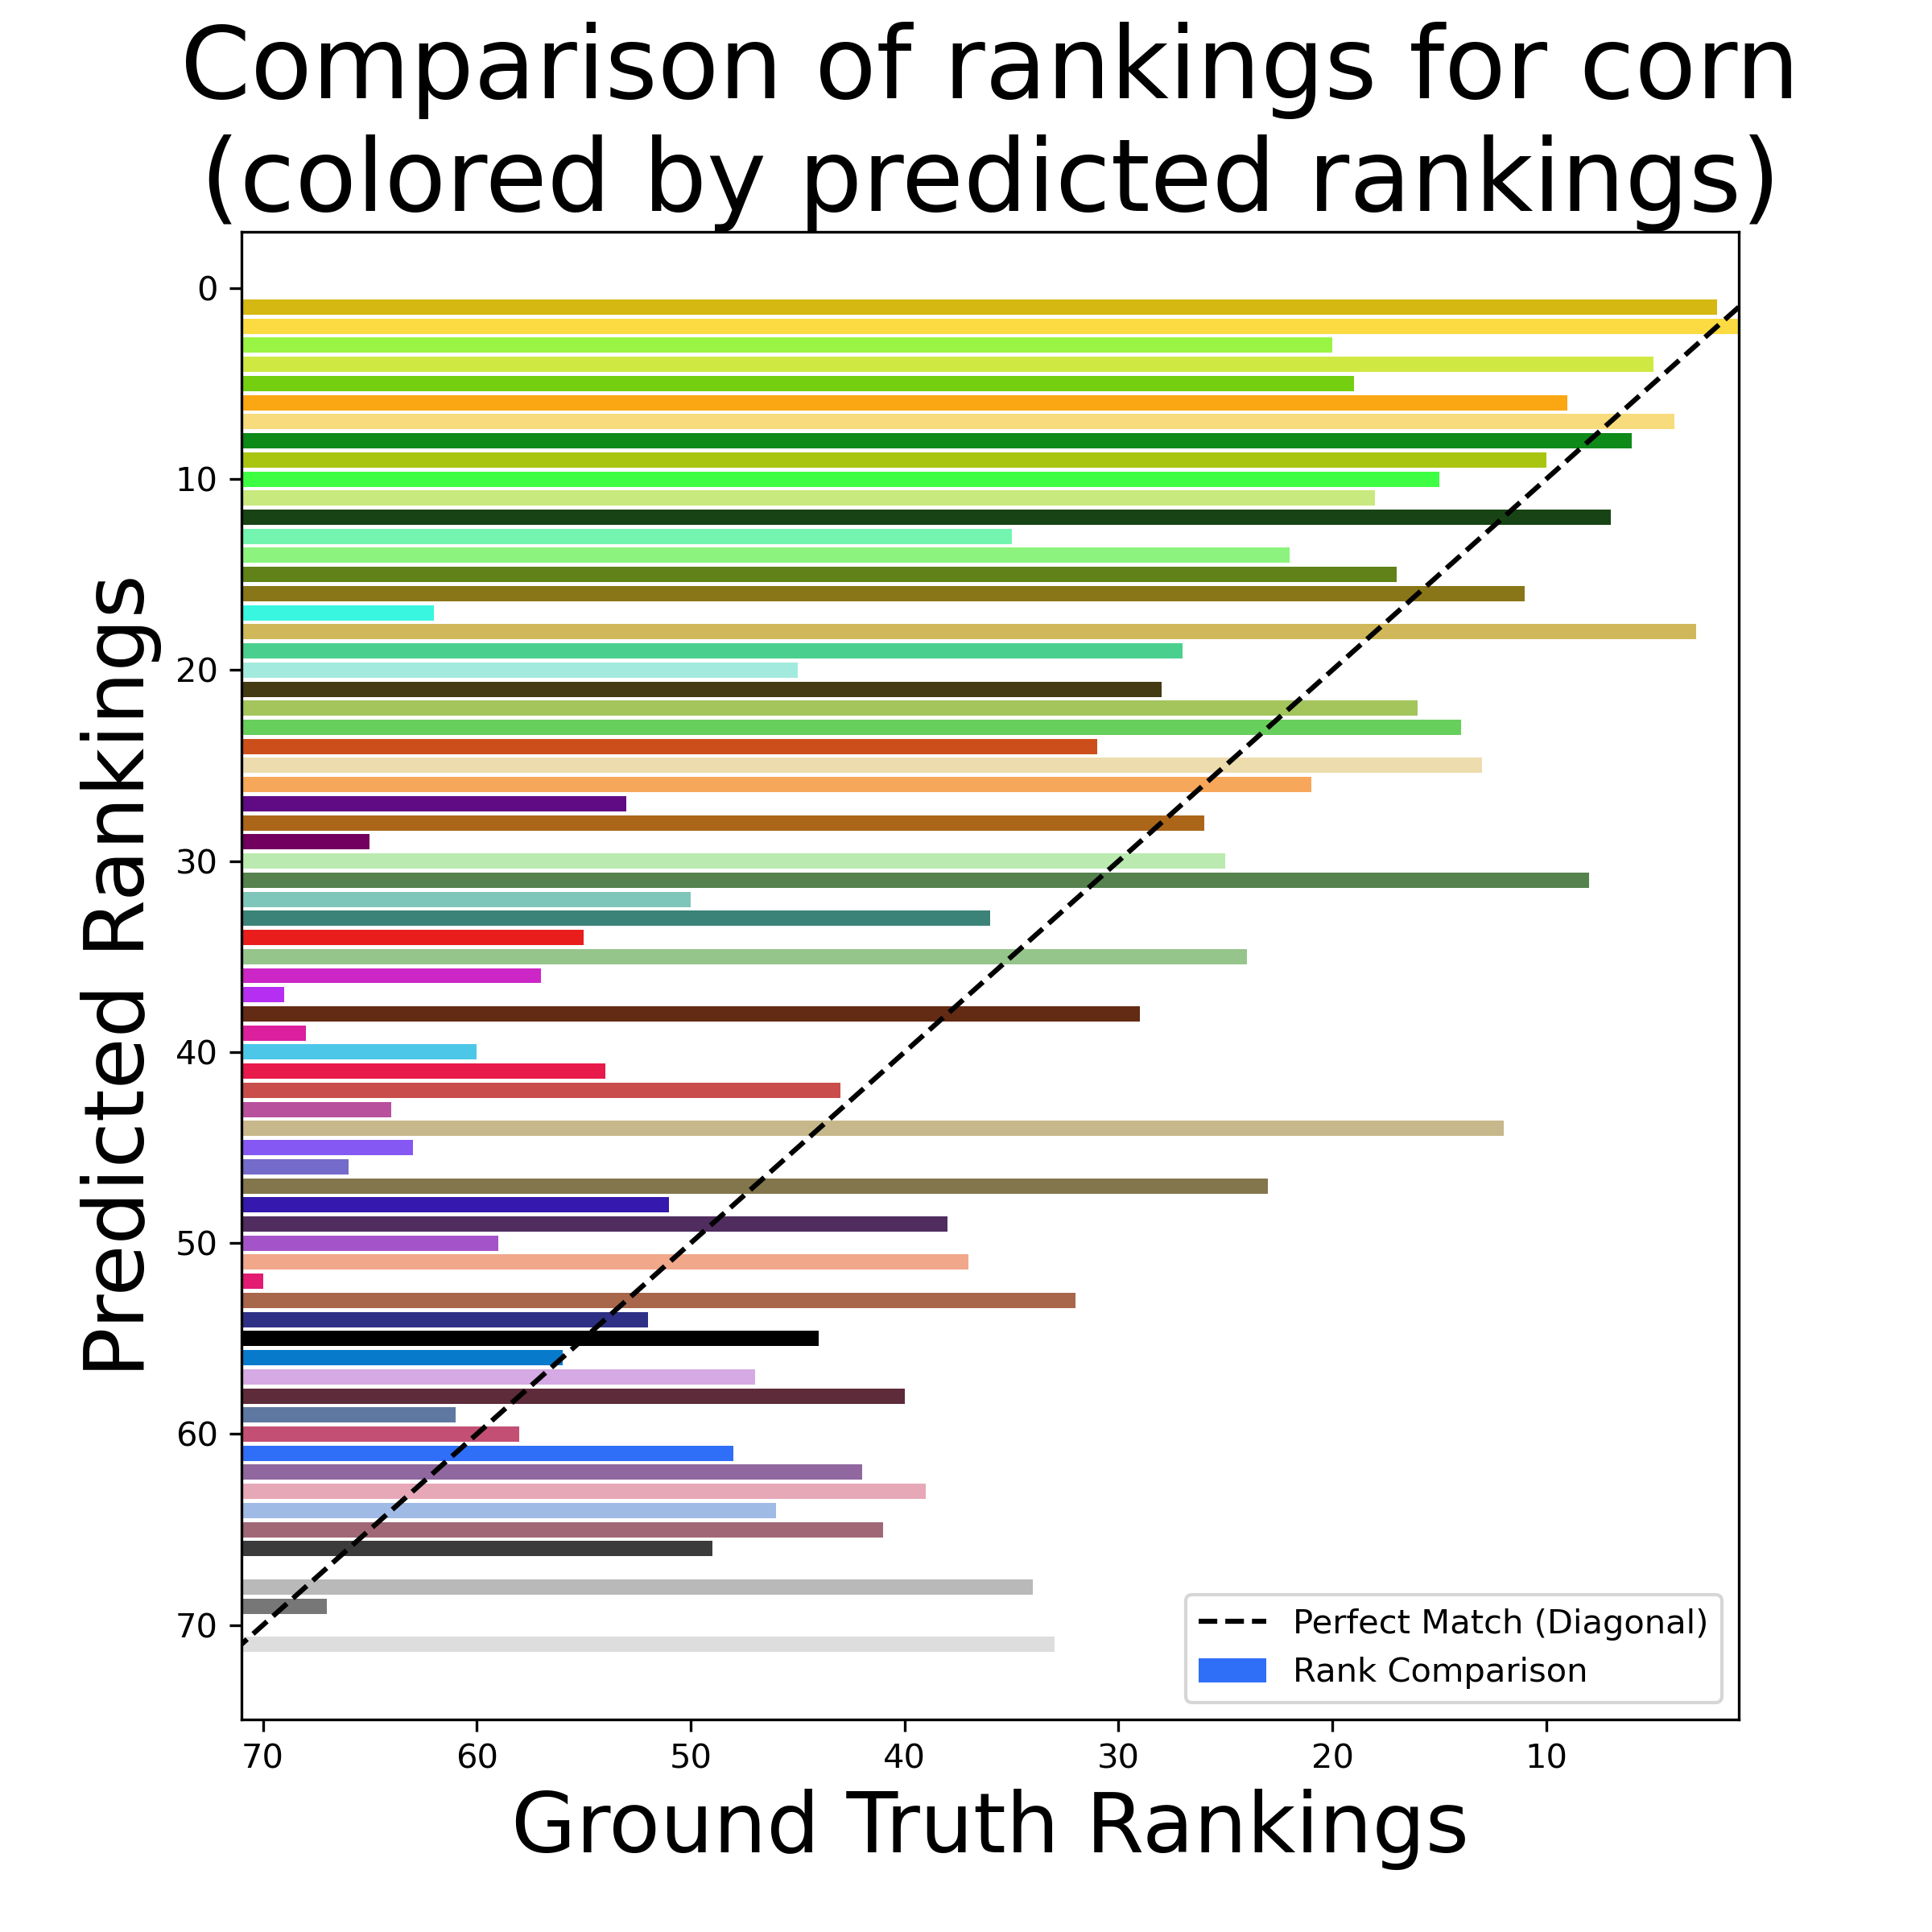 Comparison of rankings for corn
(colored by predicted rankings)
Predicted Rankings
0
10
20
30
40
50
60
70
70 60 50 40 30 20 10
Ground Truth Rankings
Perfect Match (Diagonal)
Rank Comparison